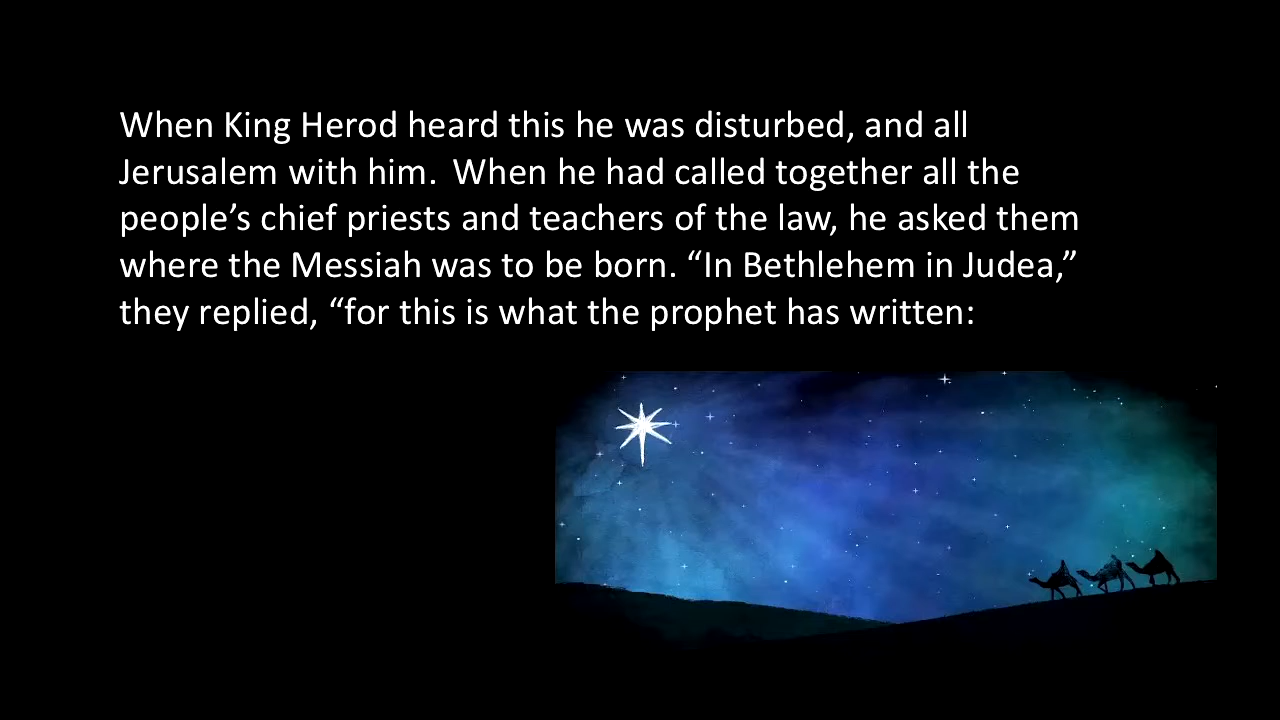 When King Herod heard this he was disturbed, and all
Jerusalem with him.  When he had called together all the
people’s chief priests and teachers of the law, he asked them
where the Messiah was to be born. “In Bethlehem in Judea,”
they replied, “for this is what the prophet has written: